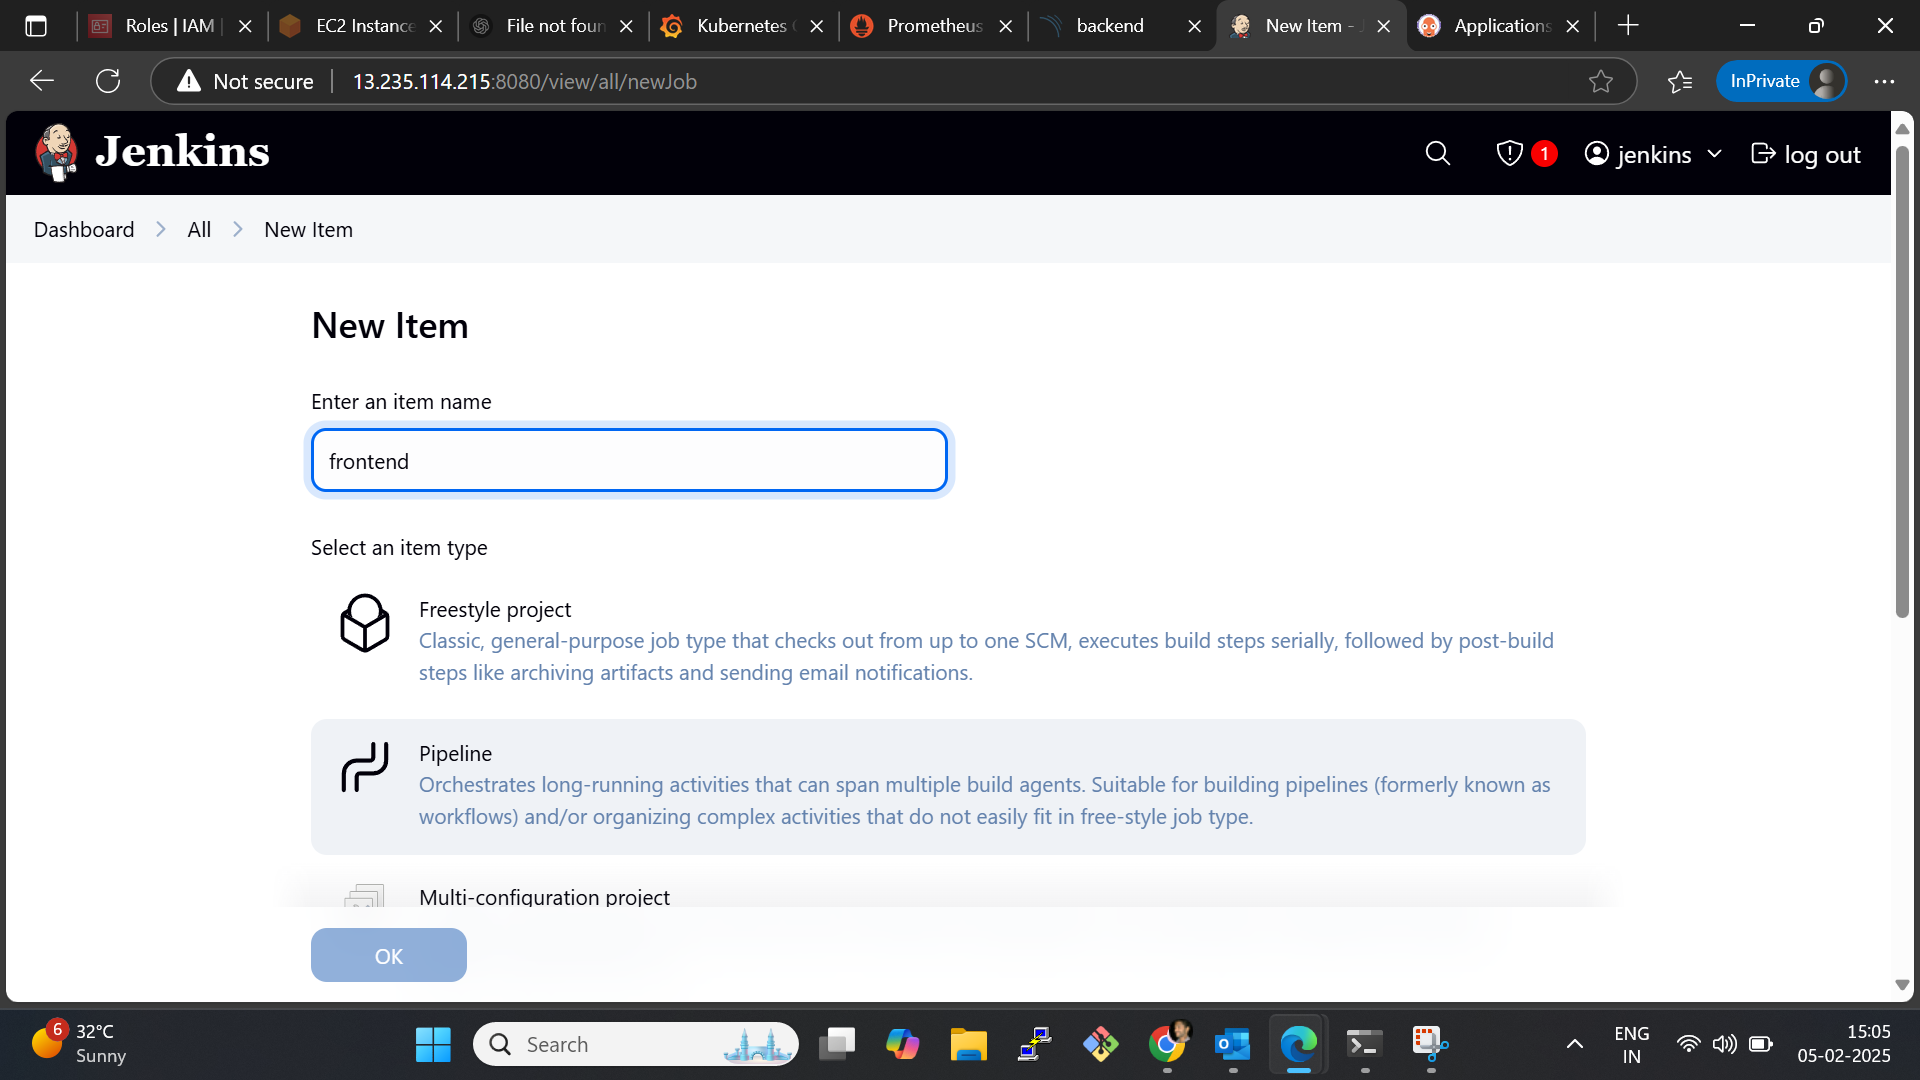 Roles | IAM |
EC2 Instance
File not foun
Kubernetes
Prometheus
backend
New Item -
Applications
Not secure
13.235.114.215:8080/view/all/newJob
InPrivate
Jenkins
1
jenkins
log out
Dashboard
All
New Item
New Item
Enter an item name
frontend
Select an item type
Freestyle project
Classic, general-purpose job type that checks out from up to one SCM, executes build steps serially, followed by post-build
steps like archiving artifacts and sending email notifications.
Pipeline
Orchestrates long-running activities that can span multiple build agents. Suitable for building pipelines (formerly known as
workflows) and/or organizing complex activities that do not easily fit in free-style job type.
Multi-configuration project
OK
6
32°C
Sunny
Search
ENG
IN
15:05
05-02-2025